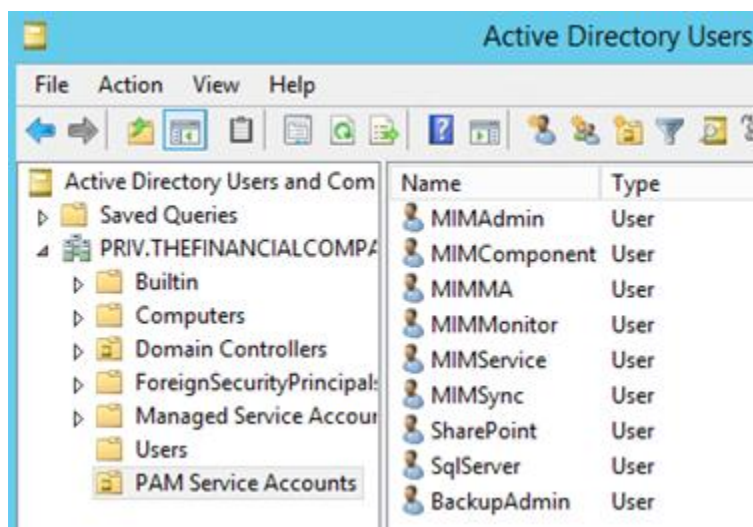 Active Directory Users
File Action View Help
Active Directory Users and Com
Name Type
Saved Queries
PRIV.THEFINANCIALCOMPA
Builtin
Computers
Domain Controllers
ForeignSecurityPrincipals
Managed Service Accour
Users
PAM Service Accounts
MIMAdmin User
MIMComponent User
MIMMA User
MIMMonitor User
MIMService User
MIMSync User
SharePoint User
SqlServer User
BackupAdmin User